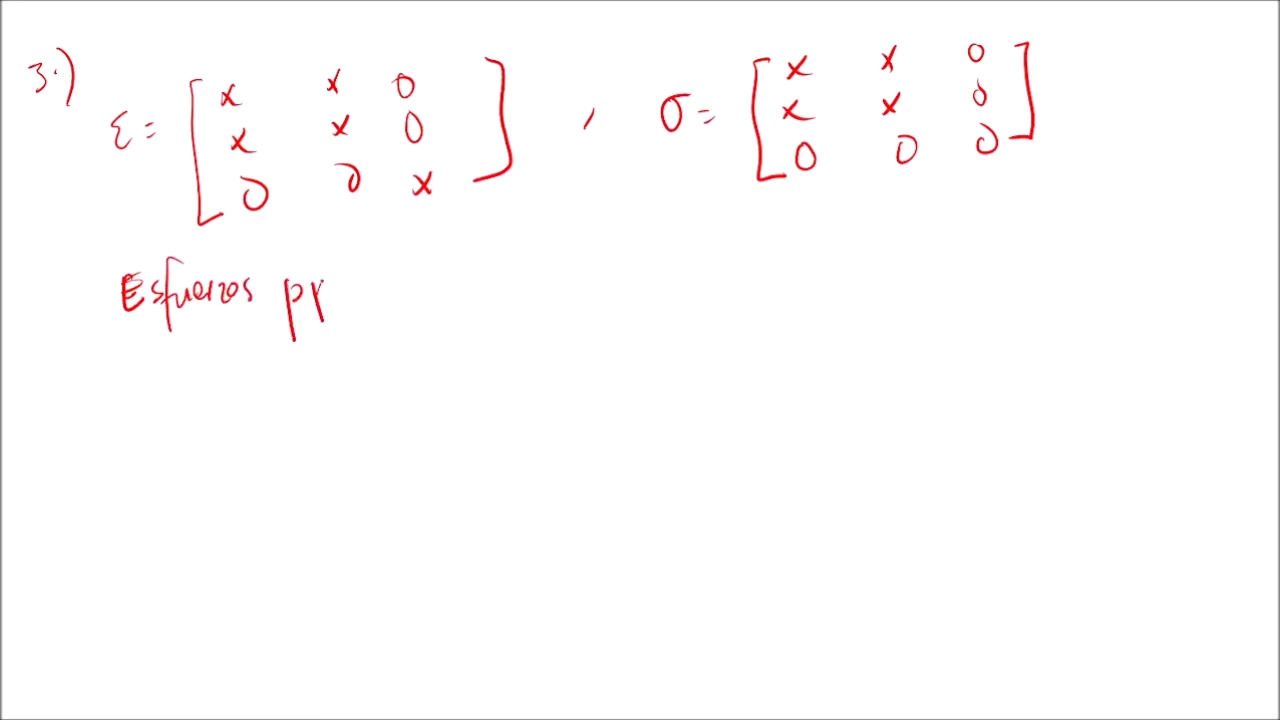 3.)
ε = [ x x 0
x x 0
0 0 x ] , σ = [ x x 0
x x 0
0 0 0 ]
Esfuerzos pr